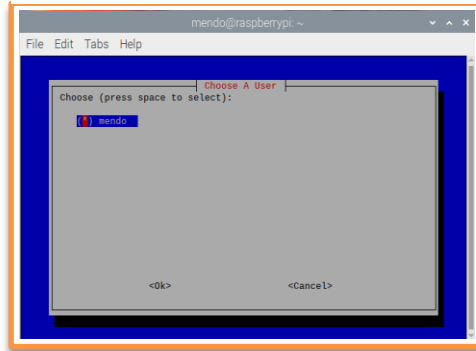 mendo@raspberrypi: ~
File Edit Tabs Help
Choose A User
Choose (press space to select):
(*) mendo
<Ok> <Cancel>